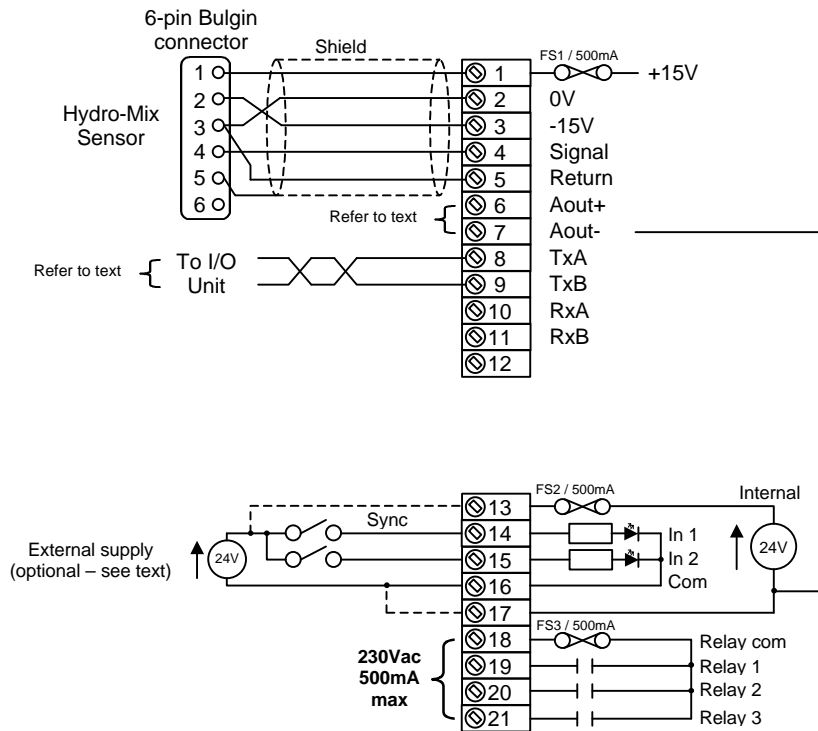 6-pin Bulgin
connector
Shield
FS1 / 500mA
1 1 +15V
2 2 0V
Hydro-Mix
Sensor
3 3 -15V
4 4 Signal
5 5 Return
6 6 Aout+
Refer to text
7 Aout-
Refer to text
To I/O
Unit
8 TxA
9 TxB
10 RxA
11 RxB
12
FS2 / 500mA
Internal
13
Sync
14 In 1
External supply
(optional – see text)
24V
15 In 2
24V
16 Com
17
FS3 / 500mA
230Vac
500mA
max
18 Relay com
19 Relay 1
20 Relay 2
21 Relay 3